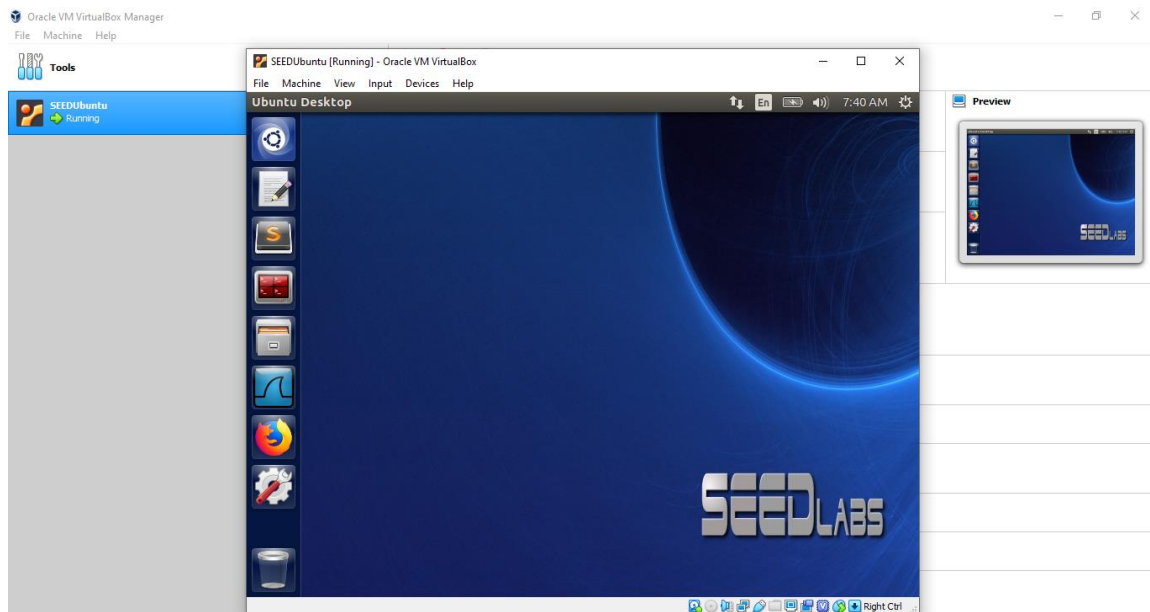 Oracle VM VirtualBox Manager
File Machine Help
Tools
SEEDUbuntu
Running
SEEDUbuntu [Running] - Oracle VM VirtualBox
File Machine View Input Devices Help
Ubuntu Desktop
En
7:40 AM
S
SEEDLABS
Right Ctrl
Preview
SEEDLABS